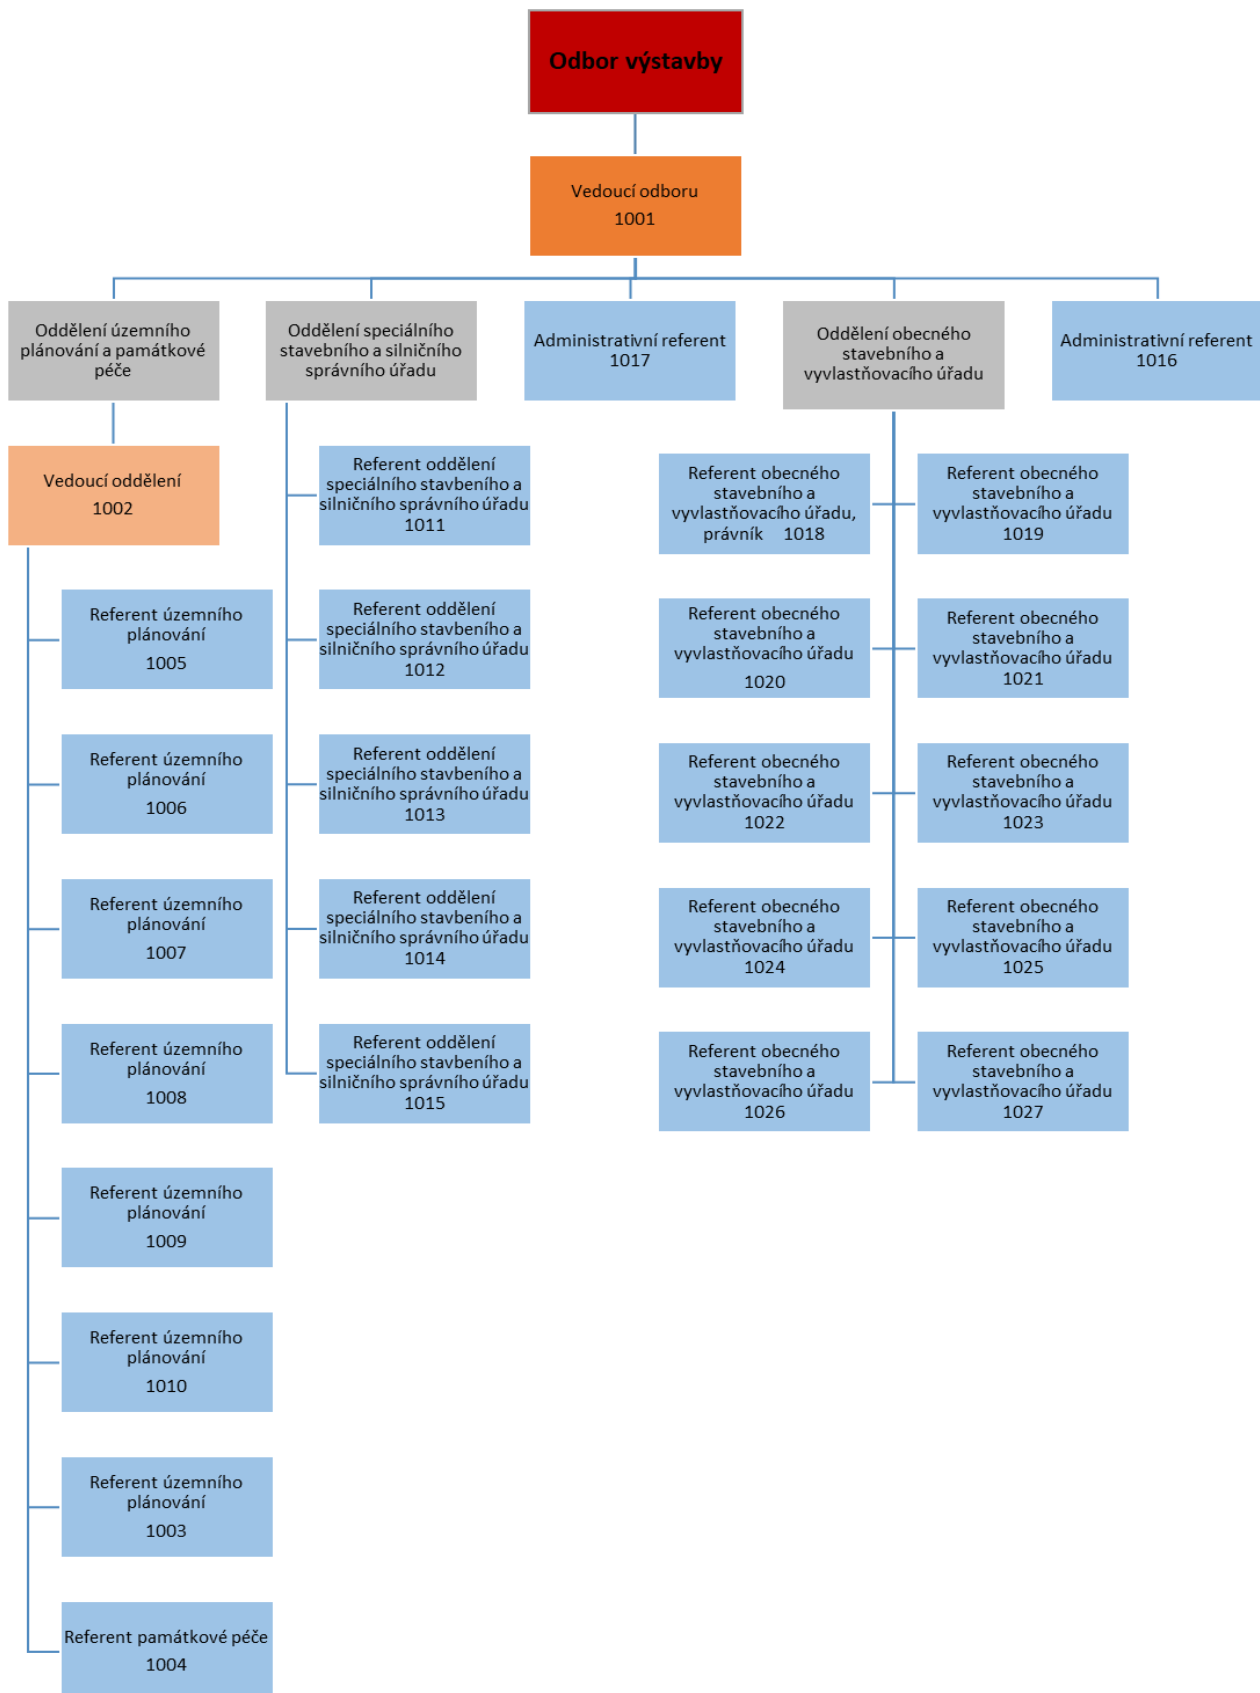 Odbor výstavby
Vedoucí odboru
1001
Oddělení územního
plánování a památkové
péče
Oddělení speciálního
stavebního a silničního
správního úřadu
Administrativní referent
1017
Oddělení obecného
stavebního a
vyvlastňovacího úřadu
Administrativní referent
1016
Vedoucí oddělení
1002
Referent územního
plánování
1005
Referent územního
plánování
1006
Referent územního
plánování
1007
Referent územního
plánování
1008
Referent územního
plánování
1009
Referent územního
plánování
1010
Referent územního
plánování
1003
Referent památkové péče
1004
Referent oddělení
speciálního stavbeního a
silničního správního úřadu
1011
Referent oddělení
speciálního stavbeního a
silničního správního úřadu
1012
Referent oddělení
speciálního stavbeního a
silničního správního úřadu
1013
Referent oddělení
speciálního stavbeního a
silničního správního úřadu
1014
Referent oddělení
speciálního stavbeního a
silničního správního úřadu
1015
Referent obecného
stavebního a
vyvlastňovacího úřadu,
právník 1018
Referent obecného
stavebního a
vyvlastňovacího úřadu
1019
Referent obecného
stavebního a
vyvlastňovacího úřadu
1020
Referent obecného
stavebního a
vyvlastňovacího úřadu
1021
Referent obecného
stavebního a
vyvlastňovacího úřadu
1022
Referent obecného
stavebního a
vyvlastňovacího úřadu
1023
Referent obecného
stavebního a
vyvlastňovacího úřadu
1024
Referent obecného
stavebního a
vyvlastňovacího úřadu
1025
Referent obecného
stavebního a
vyvlastňovacího úřadu
1026
Referent obecného
stavebního a
vyvlastňovacího úřadu
1027